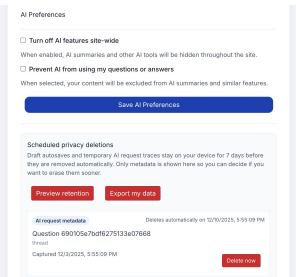 AI Preferences
Turn off AI features site-wide
When enabled, AI summaries and other AI tools will be hidden throughout the site.
Prevent AI from using my questions or answers
When selected, your content will be excluded from AI summaries and similar features.
Save AI Preferences
Scheduled privacy deletions
Draft autosaves and temporary AI request traces stay on your device for 7 days before
they are removed automatically. Only metadata is shown here so you can decide if you
want to erase them sooner.
Preview retention
Export my data
AI request metadata
Deletes automatically on 12/10/2025, 5:55:09 PM
Question 690105e7bdf6275133e07668
thread
Captured 12/3/2025, 5:55:09 PM
Delete now